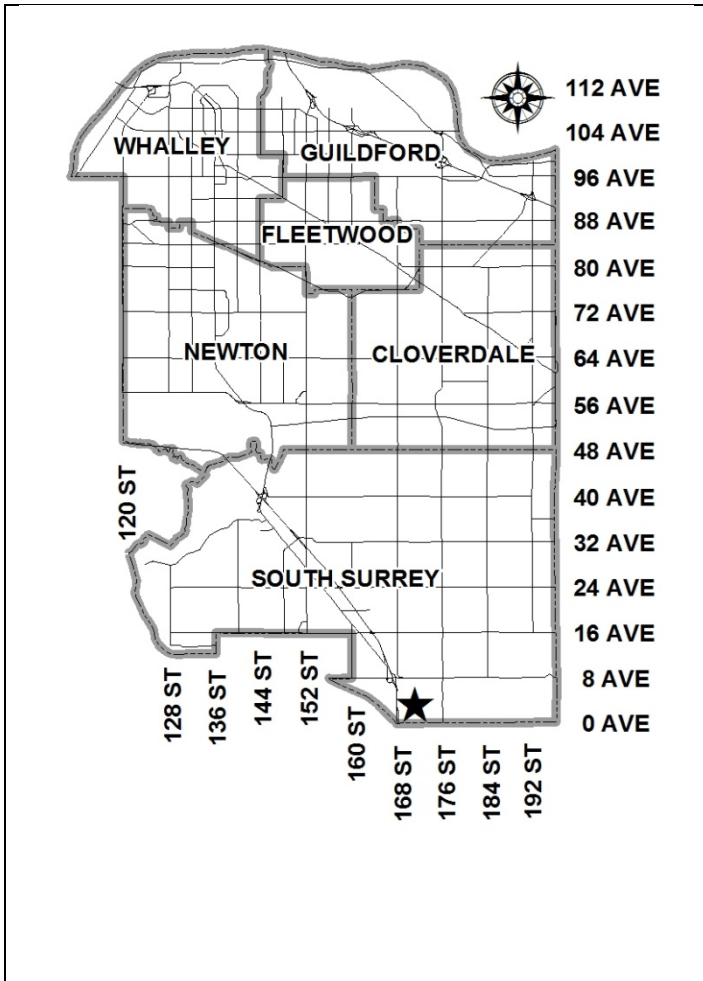 112 AVE
104 AVE
WHALLEY
GUILDFORD
96 AVE
88 AVE
FLEETWOOD
80 AVE
72 AVE
NEWTON
CLOVERDALE
64 AVE
56 AVE
48 AVE
120 ST
40 AVE
32 AVE
SOUTH SURREY
24 AVE
16 AVE
128 ST
136 ST
144 ST
152 ST
160 ST
8 AVE
0 AVE
168 ST
176 ST
184 ST
192 ST